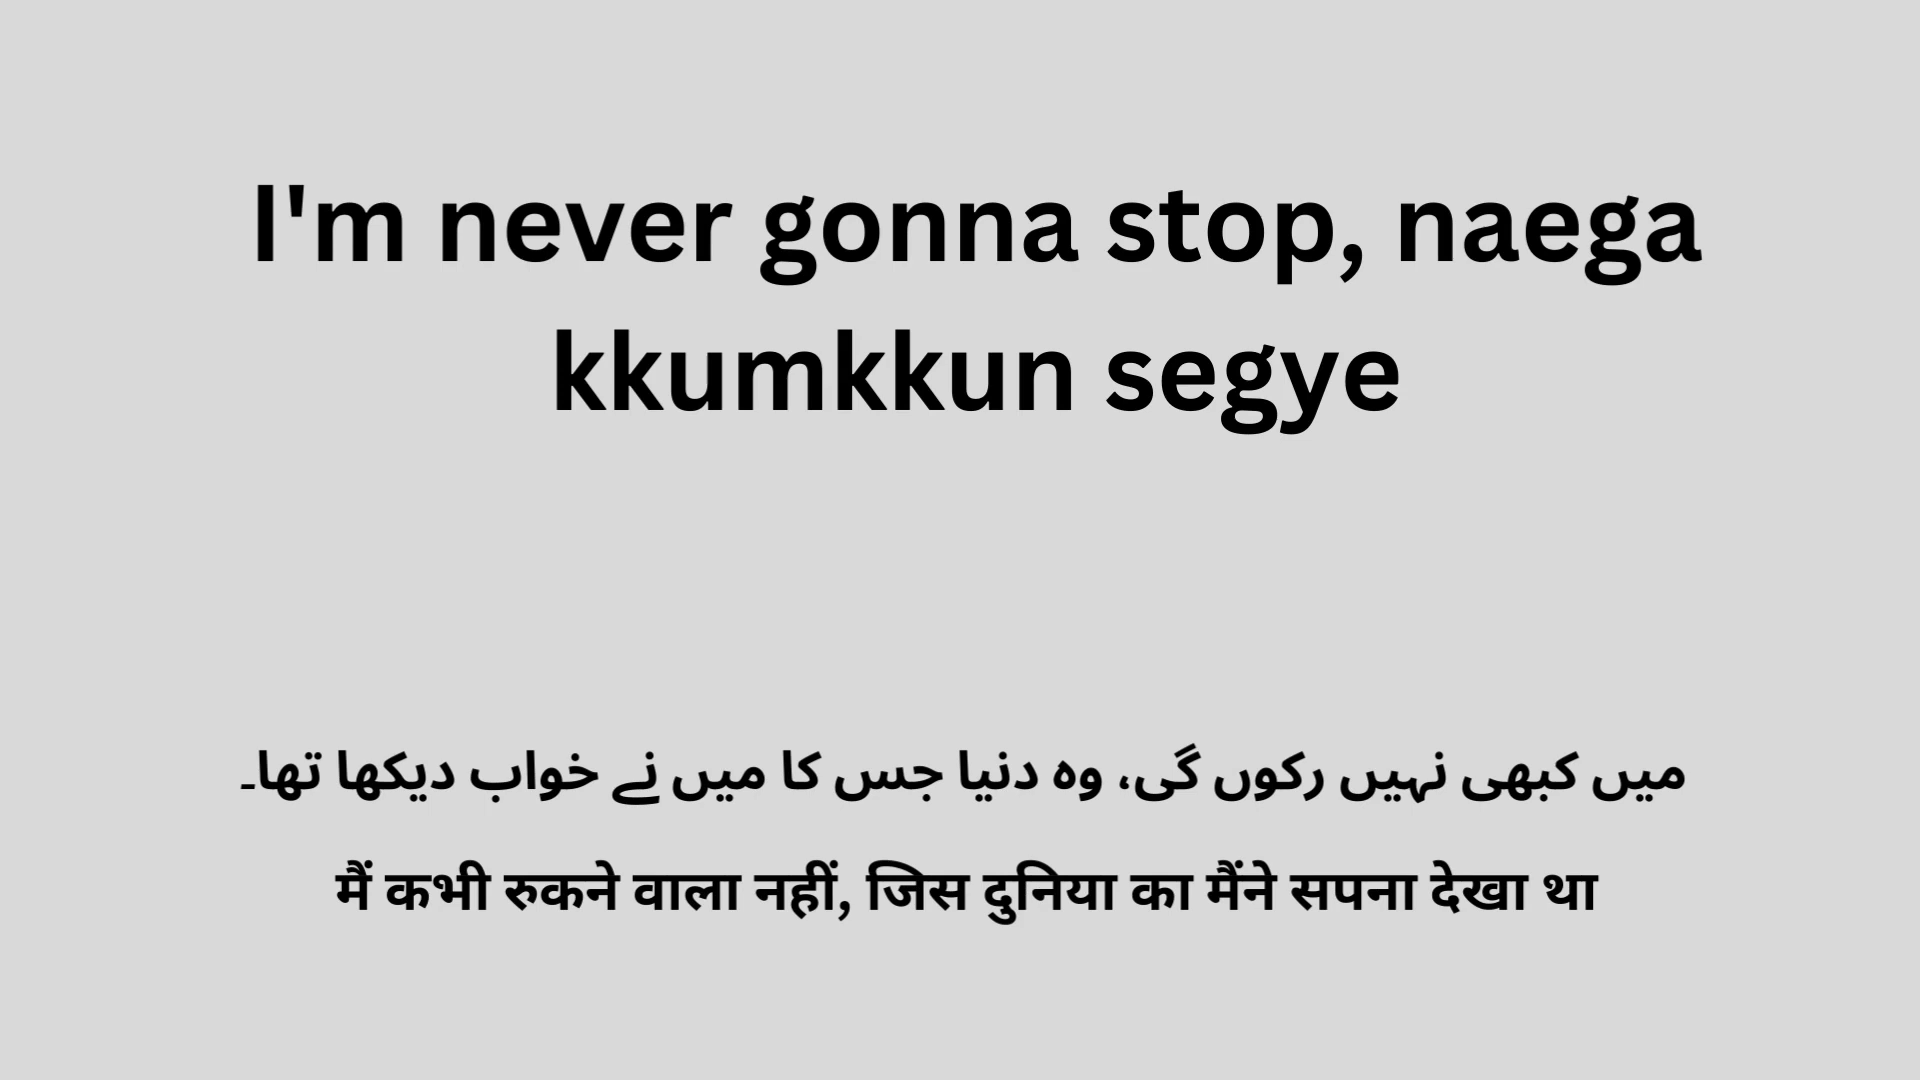 I'm never gonna stop, naega
kkumkkun segye
میں کبھی نہیں رکوں گی، وہ دنیا جس کا میں نے خواب دیکھا تھا۔
मैं कभी रुकने वाला नहीं, जिस दुनिया का मैंने सपना देखा था